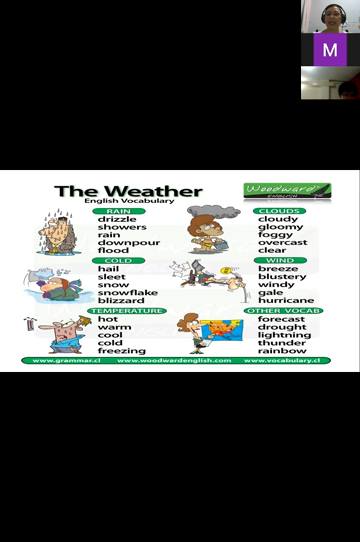 M
The Weather
English Vocabulary
Woodward
ENGLISH
RAIN
drizzle
showers
rain
downpour
flood
CLOUDS
cloudy
gloomy
foggy
overcast
clear
COLD
hail
sleet
snow
snowflake
blizzard
WIND
breeze
blustery
windy
gale
hurricane
TEMPERATURE
hot
warm
cool
cold
freezing
OTHER VOCAB
forecast
drought
lightning
thunder
rainbow
www.grammar.cl
www.woodwardenglish.com
www.vocabulary.cl